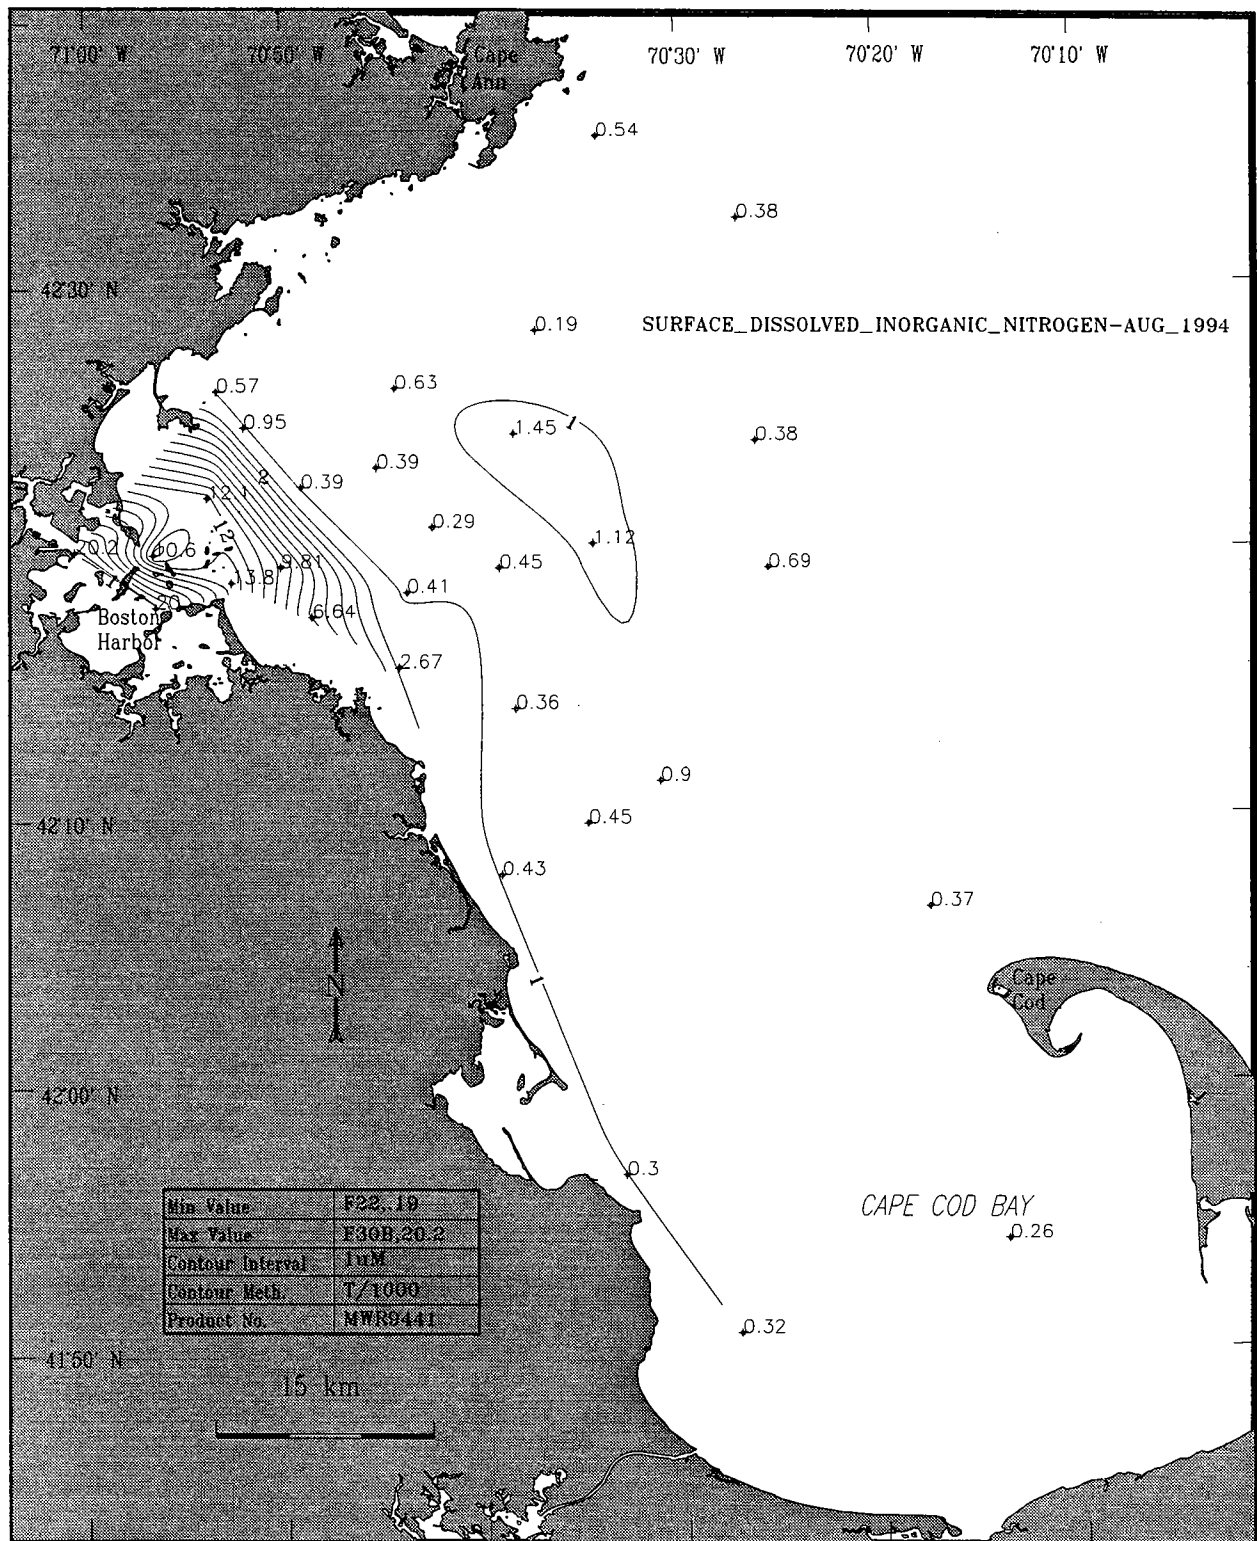 71°00' W
70°50' W
70°30' W
70°20' W
70°10' W
Cape
Ann
0.54
0.38
42°30' N
0.19
SURFACE_DISSOLVED_INORGANIC_NITROGEN-AUG_1994
0.57
0.63
0.95
1.45
1
0.38
0.39
2
0.39
12.1
0.29
12
1.12
20.2
10.6
9.81
0.45
0.69
13.8
0.41
20
6.64
Boston
Harbor
2.67
0.36
0.9
42°10' N
0.45
0.43
0.37
N
1
Cape
Cod
42°00' N
0.3
Min Value F22,.19
Max Value F30B,20.2
Contour Interval 1uM
Contour Meth. T/1000
Product No. MWR9441
CAPE COD BAY
0.26
0.32
41°50' N
15 km